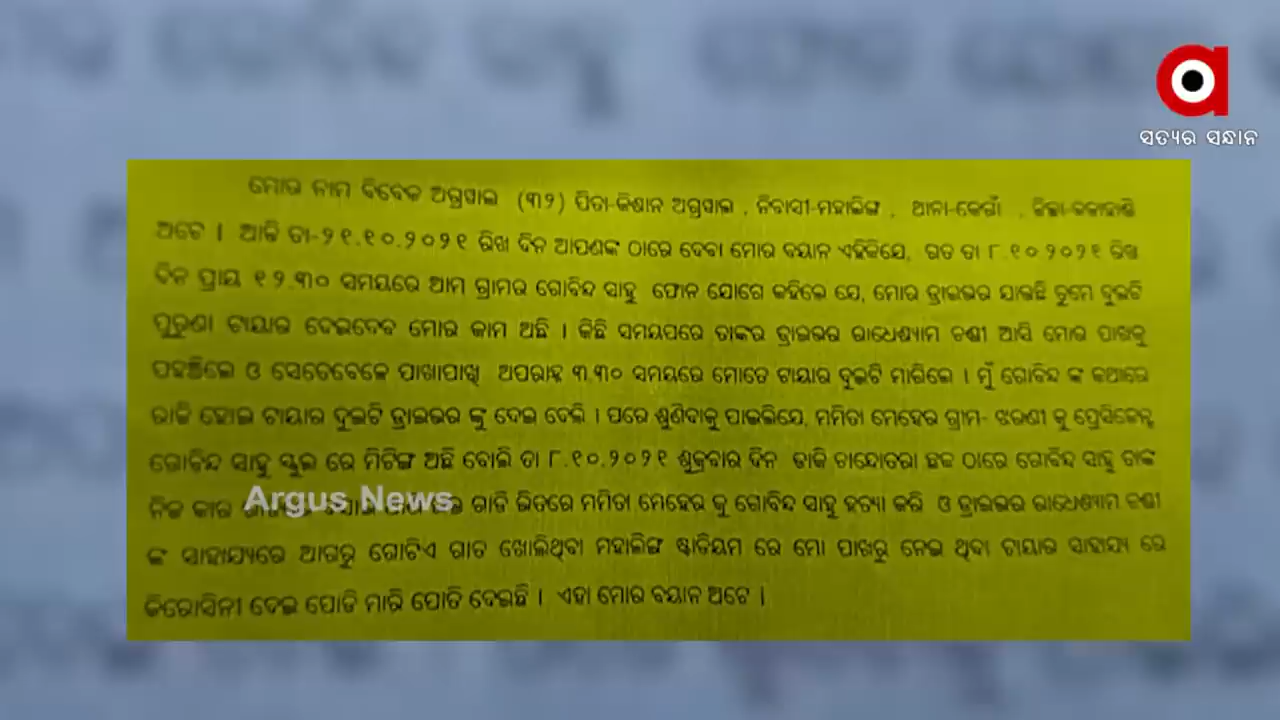 ସତ୍ୟର ସନ୍ଧାନ
ମୋର ନାମ ବିବେକ ଅଗ୍ରୱାଲ (୩୨) ପିତା-କିଷାନ ଅଗ୍ରୱାଲ , ନିବାସୀ-ମହାଲିଙ୍ଗ , ଥାନା-କେଗାଁ , ଜିଲ୍ଲା-କଳାହାଣ୍ଡି
ଅଟେ । ଆଜି ତା-୨୧.୧୦.୨୦୨୧ ରିଖ ଦିନ ଆପଣଙ୍କ ଠାରେ ଦେବା ମୋର ବୟାନ ଏହିକିଯେ, ଗତ ତା ୮.୧୦.୨୦୨୧ ରିଖ
ଦିନ ପ୍ରାୟ ୧୨.୩୦ ସମୟରେ ଆମ ଗ୍ରାମର ଗୋବିନ୍ଦ ସାହୁ ଫୋନ ଯୋଗେ କହିଲେ ଯେ, ମୋର ଡ୍ରାଇଭର ଯାଉଛି ତୁମେ ଦୁଇଟି
ପୁରୁଣା ଟାୟାର ଦେଇଦେବ ମୋର କାମ ଅଛି । କିଛି ସମୟପରେ ତାଙ୍କର ଡ୍ରାଇଭର ରାଧେଶ୍ୟାମ ଚଣ୍ଡୀ ଆସି ମୋର ପାଖକୁ
ପହଞ୍ଚିଲେ ଓ ସେତେବେଳେ ପାଖାପାଖି ଅପରାହ୍ନ ୩.୩୦ ସମୟରେ ମୋତେ ଟାୟାର ଦୁଇଟି ମାଗିଲେ । ମୁଁ ଗୋବିନ୍ଦ ଙ୍କ କଥାରେ
ରାଜି ହୋଇ ଟାୟାର ଦୁଇଟି ଡ୍ରାଇଭର ଙ୍କୁ ଦେଇ ଦେଲି । ପରେ ଶୁଣିବାକୁ ପାଇଲିଯେ, ମମିତା ମେହେର ଗ୍ରାମ- ଝରଣୀ କୁ ପ୍ରେସିଡେନ୍ଟ
ଗୋବିନ୍ଦ ସାହୁ ସ୍କୁଲ ରେ ମିଟିଙ୍ଗ ଅଛି ବୋଲି ତା ୮.୧୦.୨୦୨୧ ଶୁକ୍ରବାର ଦିନ ଡାକି ଚାନ୍ଦୋତରା ଛକ ଠାରେ ଗୋବିନ୍ଦ ସାହୁ ତାଙ୍କ
ନିଜ କାର Argus News ଗାଡି ଭିତରେ ମମିତା ମେହେର କୁ ଗୋବିନ୍ଦ ସାହୁ ହତ୍ୟା କରି ଓ ଡ୍ରାଇଭର ରାଧେଶ୍ୟାମ ଚଣ୍ଡୀ
ଙ୍କ ସାହାଯ୍ୟରେ ଆଗରୁ ଗୋଟିଏ ଗାତ ଖୋଲିଥିବା ମହାଲିଙ୍ଗ ଷ୍ଟାଡିୟମ ରେ ମୋ ପାଖରୁ ନେଇ ଥିବା ଟାୟାର ସାହାଯ୍ୟ ରେ
କିରୋସିନୀ ଦେଇ ପୋଡି ମାରି ପୋତି ଦେଇଛି । ଏହା ମୋର ବୟାନ ଅଟେ ।